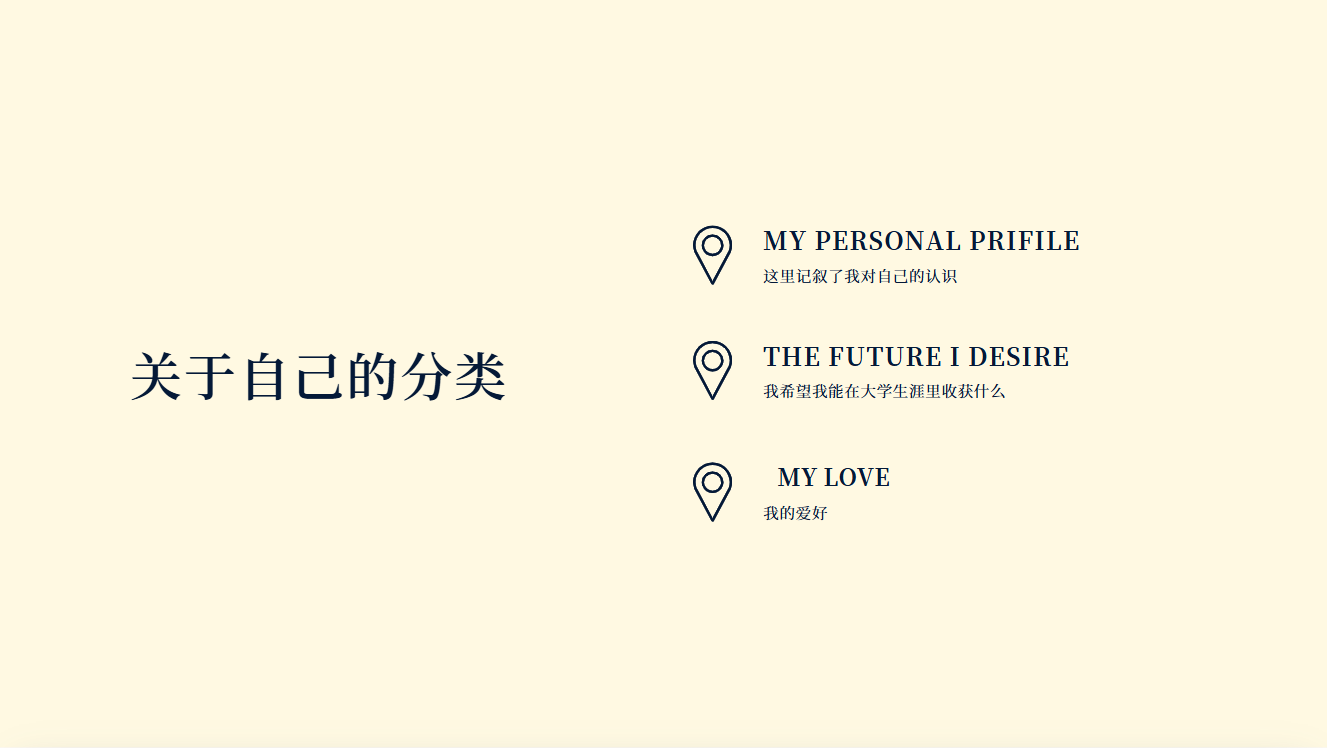 关于自己的分类
MY PERSONAL PRIFILE
这里记叙了我对自己的认识
THE FUTURE I DESIRE
我希望我能在大学生涯里收获什么
MY LOVE
我的爱好